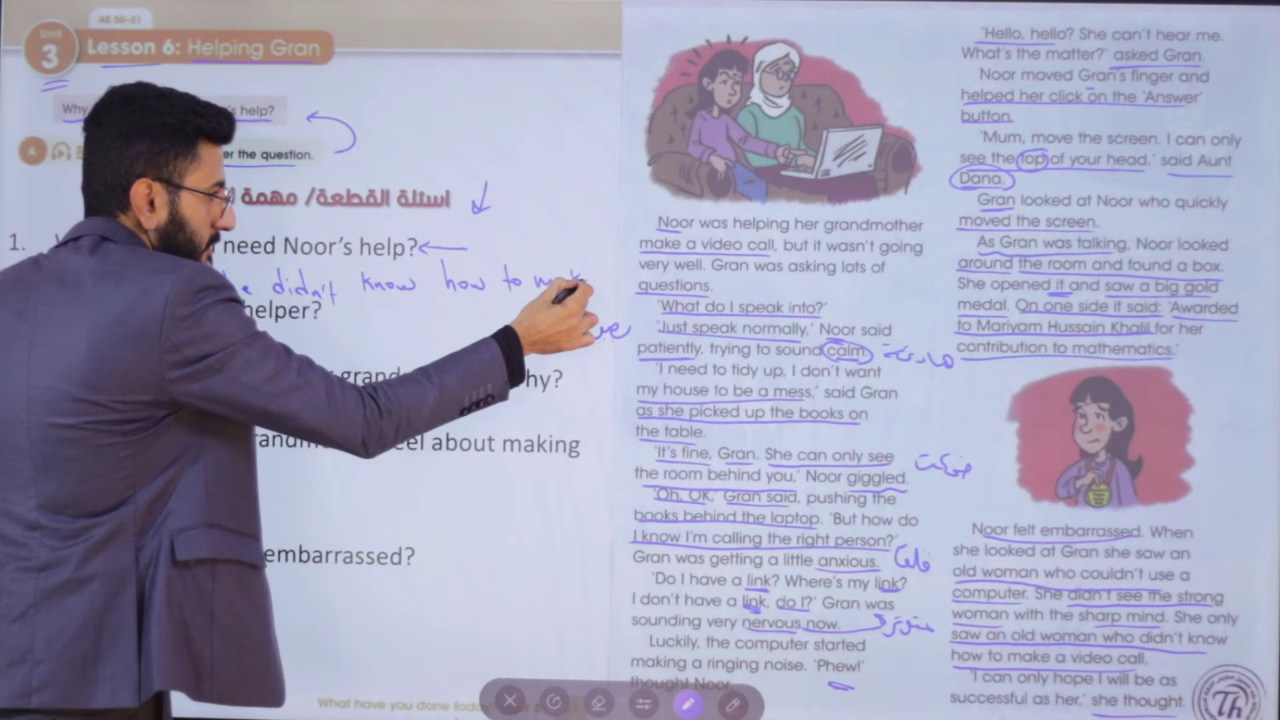 AB 50-51
Unit
3
Lesson 6: Helping Gran
Why
's help?
A
er the question.
اسئلة القطعة/ مهمة
1.
need Noor's help?
didn't know how to
helper?
hy?
eel about making
embarrassed?
What have you done toda
Noor was helping her grandmother
make a video call, but it wasn't going
very well. Gran was asking lots of
questions.
'What do I speak into?'
'Just speak normally,' Noor said
patiently, trying to sound calm.
'I need to tidy up, I don't want
my house to be a mess,' said Gran
as she picked up the books on
the table.
'It's fine, Gran. She can only see
the room behind you,' Noor giggled.
ضحكت
'Oh, OK,' Gran said, pushing the
books behind the laptop. 'But how do
I know I'm calling the right person?'
Gran was getting a little anxious.
'Do I have a link? Where's my link?
I don't have a link, do I?' Gran was
sounding very nervous now.
Luckily, the computer started
making a ringing noise. 'Phew!'
thought Noor.
'Hello, hello? She can't hear me.
What's the matter?' asked Gran.
Noor moved Gran's finger and
helped her click on the 'Answer'
button.
'Mum, move the screen. I can only
see the top of your head,' said Aunt
Dana.
Gran looked at Noor who quickly
moved the screen.
As Gran was talking, Noor looked
around the room and found a box.
She opened it and saw a big gold
medal. On one side it said: 'Awarded
to Mariyam Hussain Khalil for her
contribution to mathematics.'
Noor felt embarrassed. When
she looked at Gran she saw an
old woman who couldn't use a
computer. She didn't see the strong
woman with the sharp mind. She only
saw an old woman who didn't know
how to make a video call.
'I can only hope I will be as
successful as her,' she thought.
Th